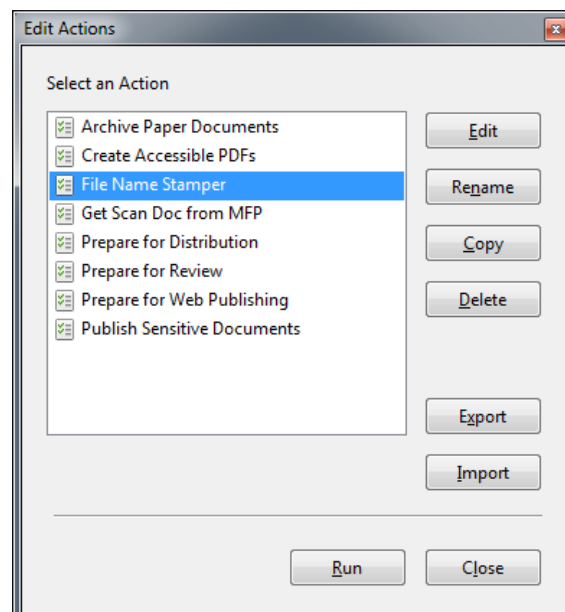 Edit Actions
Select an Action
Archive Paper Documents
Create Accessible PDFs
File Name Stamper
Get Scan Doc from MFP
Prepare for Distribution
Prepare for Review
Prepare for Web Publishing
Publish Sensitive Documents
Edit
Rename
Copy
Delete
Export
Import
Run
Close